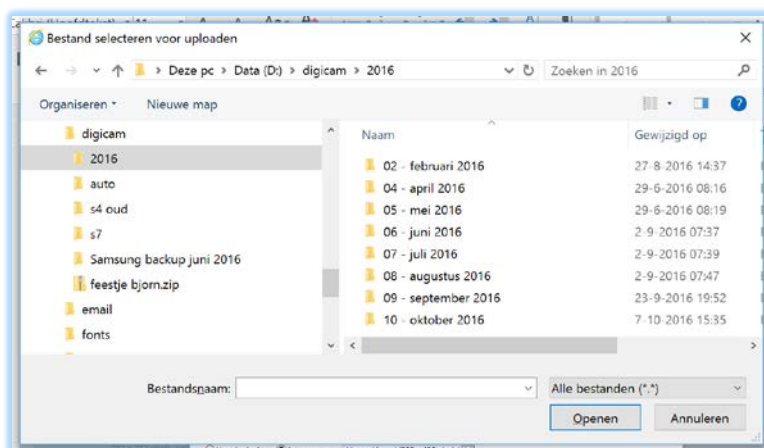 Bestand selecteren voor uploaden
Deze pc > Data (D:) > digicam > 2016
Zoeken in 2016
Organiseren
Nieuwe map
digicam
2016
auto
s4 oud
s7
Samsung backup juni 2016
feestje bjorn.zip
email
fonts
Naam Gewijzigd op
02 - februari 2016 27-8-2016 14:37
04 - april 2016 29-6-2016 08:16
05 - mei 2016 29-6-2016 08:19
06 - juni 2016 2-9-2016 07:37
07 - juli 2016 2-9-2016 07:39
08 - augustus 2016 2-9-2016 07:47
09 - september 2016 23-9-2016 19:52
10 - oktober 2016 7-10-2016 15:35
Bestandsnaam:
Alle bestanden (*.*)
Openen Annuleren